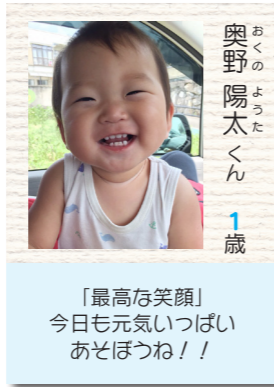 奥野 陽太くん
おくの ようた
1歳
「最高な笑顔」
今日も元気いっぱい
あそぼうね！！